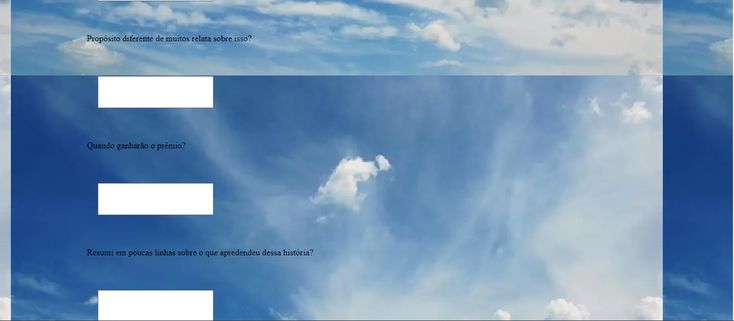 Propósito diferente de muitos relata sobre isso?
Quando ganharão o prêmio?
Resumi em poucas linhas sobre o que apredendeu dessa história?